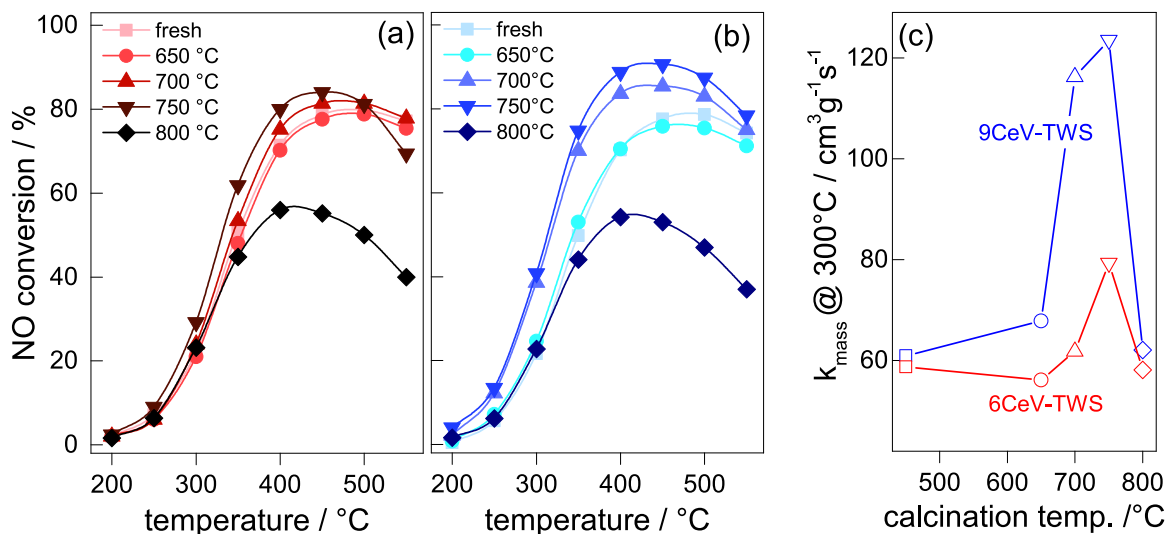 (a)
fresh
650 °C
700 °C
750 °C
800 °C
100
80
60
40
20
0
NO conversion / %
200
300
400
500
temperature / °C
(b)
fresh
650°C
700°C
750°C
800°C
200
300
400
500
temperature / °C
(c)
9CeV-TWS
6CeV-TWS
120
100
80
60
kmass @ 300°C / cm³g⁻¹s⁻¹
500
600
700
800
calcination temp. /°C